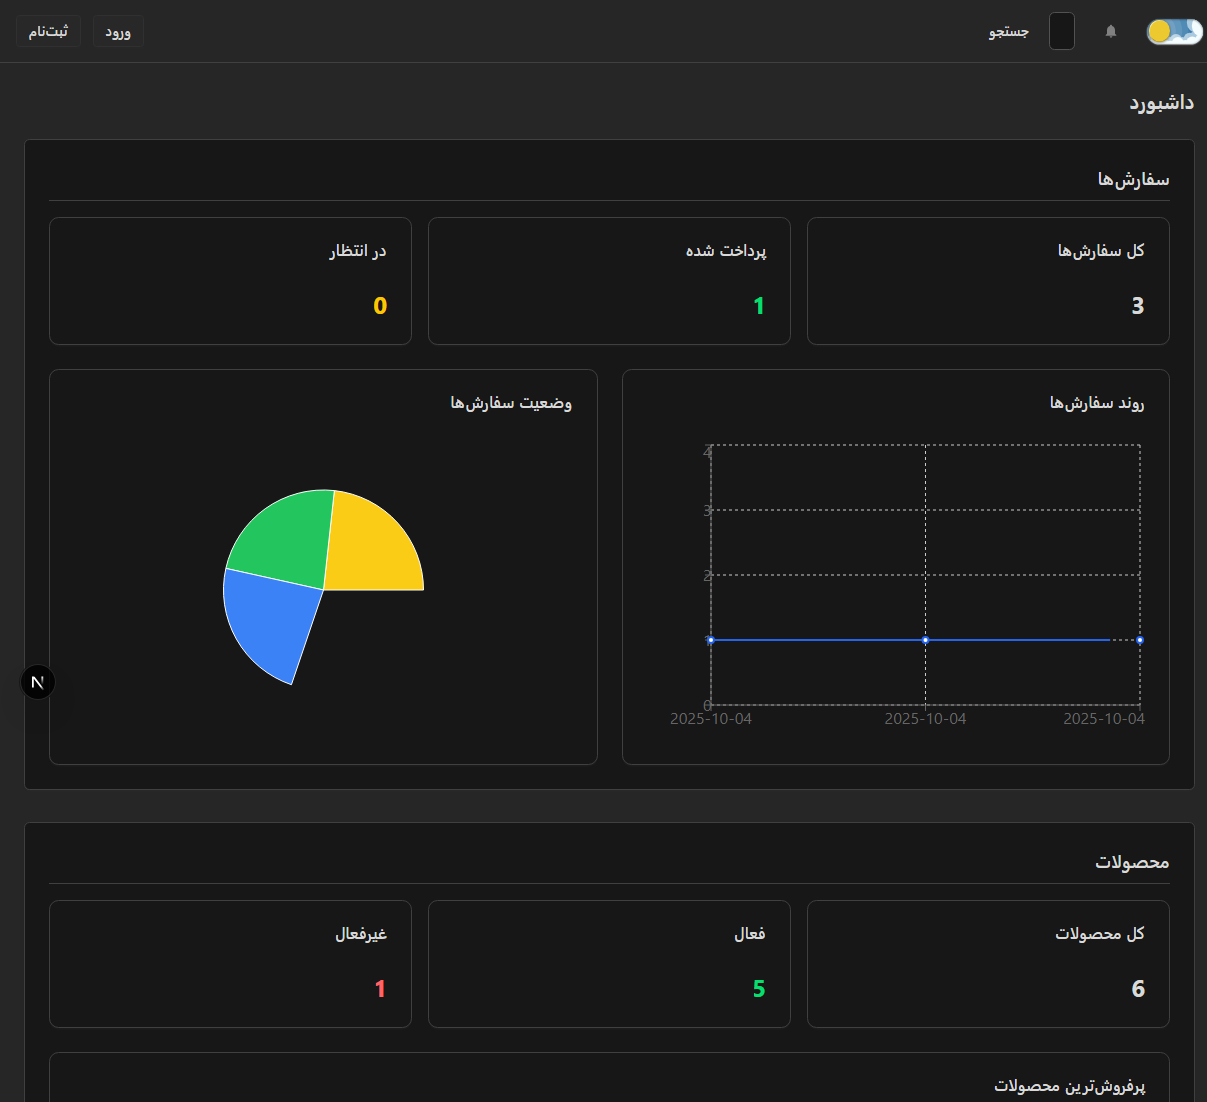 جستجو
ورود
ثبت‌نام
داشبورد
سفارش‌ها
کل سفارش‌ها
3
پرداخت شده
1
در انتظار
0
روند سفارش‌ها
4
3
2
1
0
2025-10-04
2025-10-04
2025-10-04
وضعیت سفارش‌ها
N
محصولات
کل محصولات
6
فعال
5
غیرفعال
1
پرفروش‌ترین محصولات